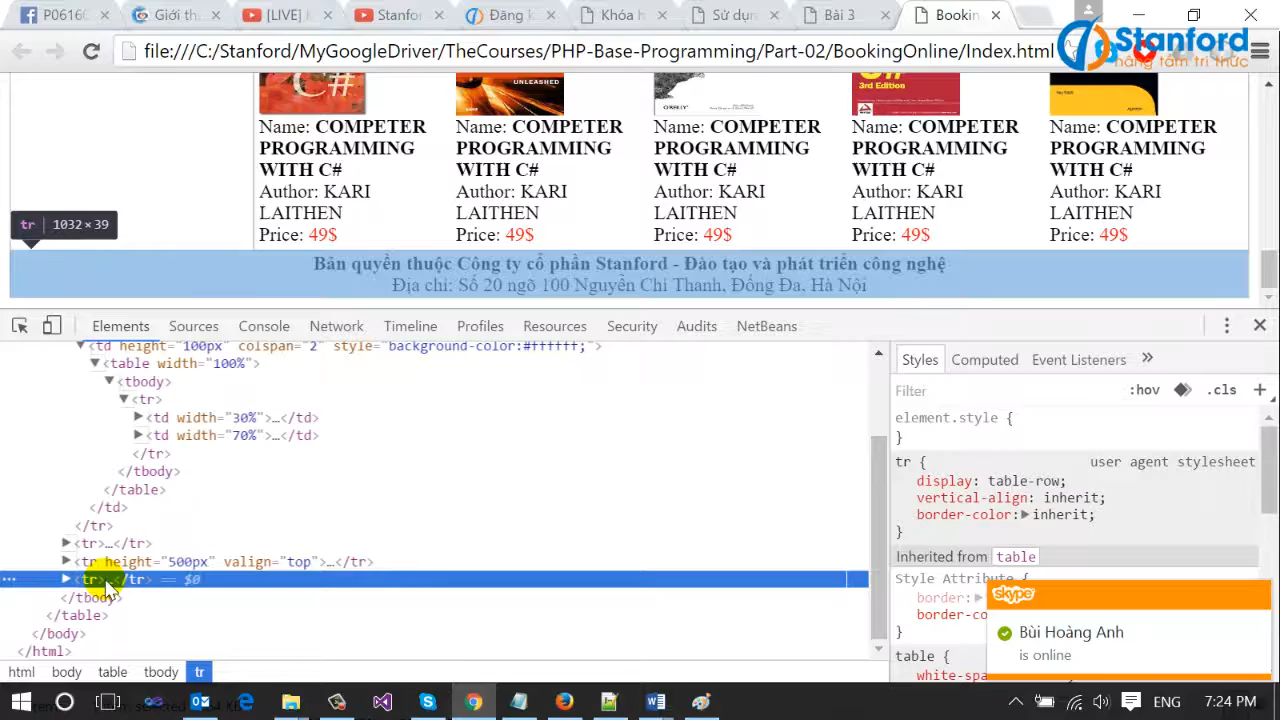 P06160
Giới th
[LIVE]
Stanfor
Đăng k
Khóa h
Sử dụn
Bài 3
Bookin
file:///C:/Stanford/MyGoogleDriver/TheCourses/PHP-Base-Programming/Part-02/BookingOnline/Index.html
Stanford
nâng tầm tri thức
C#
UNLEASHED
O'REILLY
3rd Edition
Name: COMPETER PROGRAMMING WITH C#
Author: KARI LAITHEN
Price: 49$
Name: COMPETER PROGRAMMING WITH C#
Author: KARI LAITHEN
Price: 49$
Name: COMPETER PROGRAMMING WITH C#
Author: KARI LAITHEN
Price: 49$
Name: COMPETER PROGRAMMING WITH C#
Author: KARI LAITHEN
Price: 49$
Name: COMPETER PROGRAMMING WITH C#
Author: KARI LAITHEN
Price: 49$
tr | 1032×39
Bản quyền thuộc Công ty cổ phần Stanford - Đào tạo và phát triển công nghệ
Địa chỉ: Số 20 ngõ 100 Nguyễn Chí Thanh, Đống Đa, Hà Nội
Elements Sources Console Network Timeline Profiles Resources Security Audits NetBeans
<td height="100px" colspan="2" style="background-color:#ffffff;">
<table width="100%">
<tbody>
<tr>
<td width="30%">…</td>
<td width="70%">…</td>
</tr>
</tbody>
</table>
</td>
</tr>
<tr>…</tr>
<tr height="500px" valign="top">…</tr>
<tr>…</tr> == $0
</tbody>
</table>
</body>
</html>
html body table tbody tr
Styles Computed Event Listeners »
Filter :hov .cls +
element.style {
}
tr { user agent stylesheet
display: table-row;
vertical-align: inherit;
border-color: inherit;
}
Inherited from table
Style Attribute {
border:
border-co
}
table {
white-spa
skype
Bùi Hoàng Anh
is online
ENG 7:24 PM